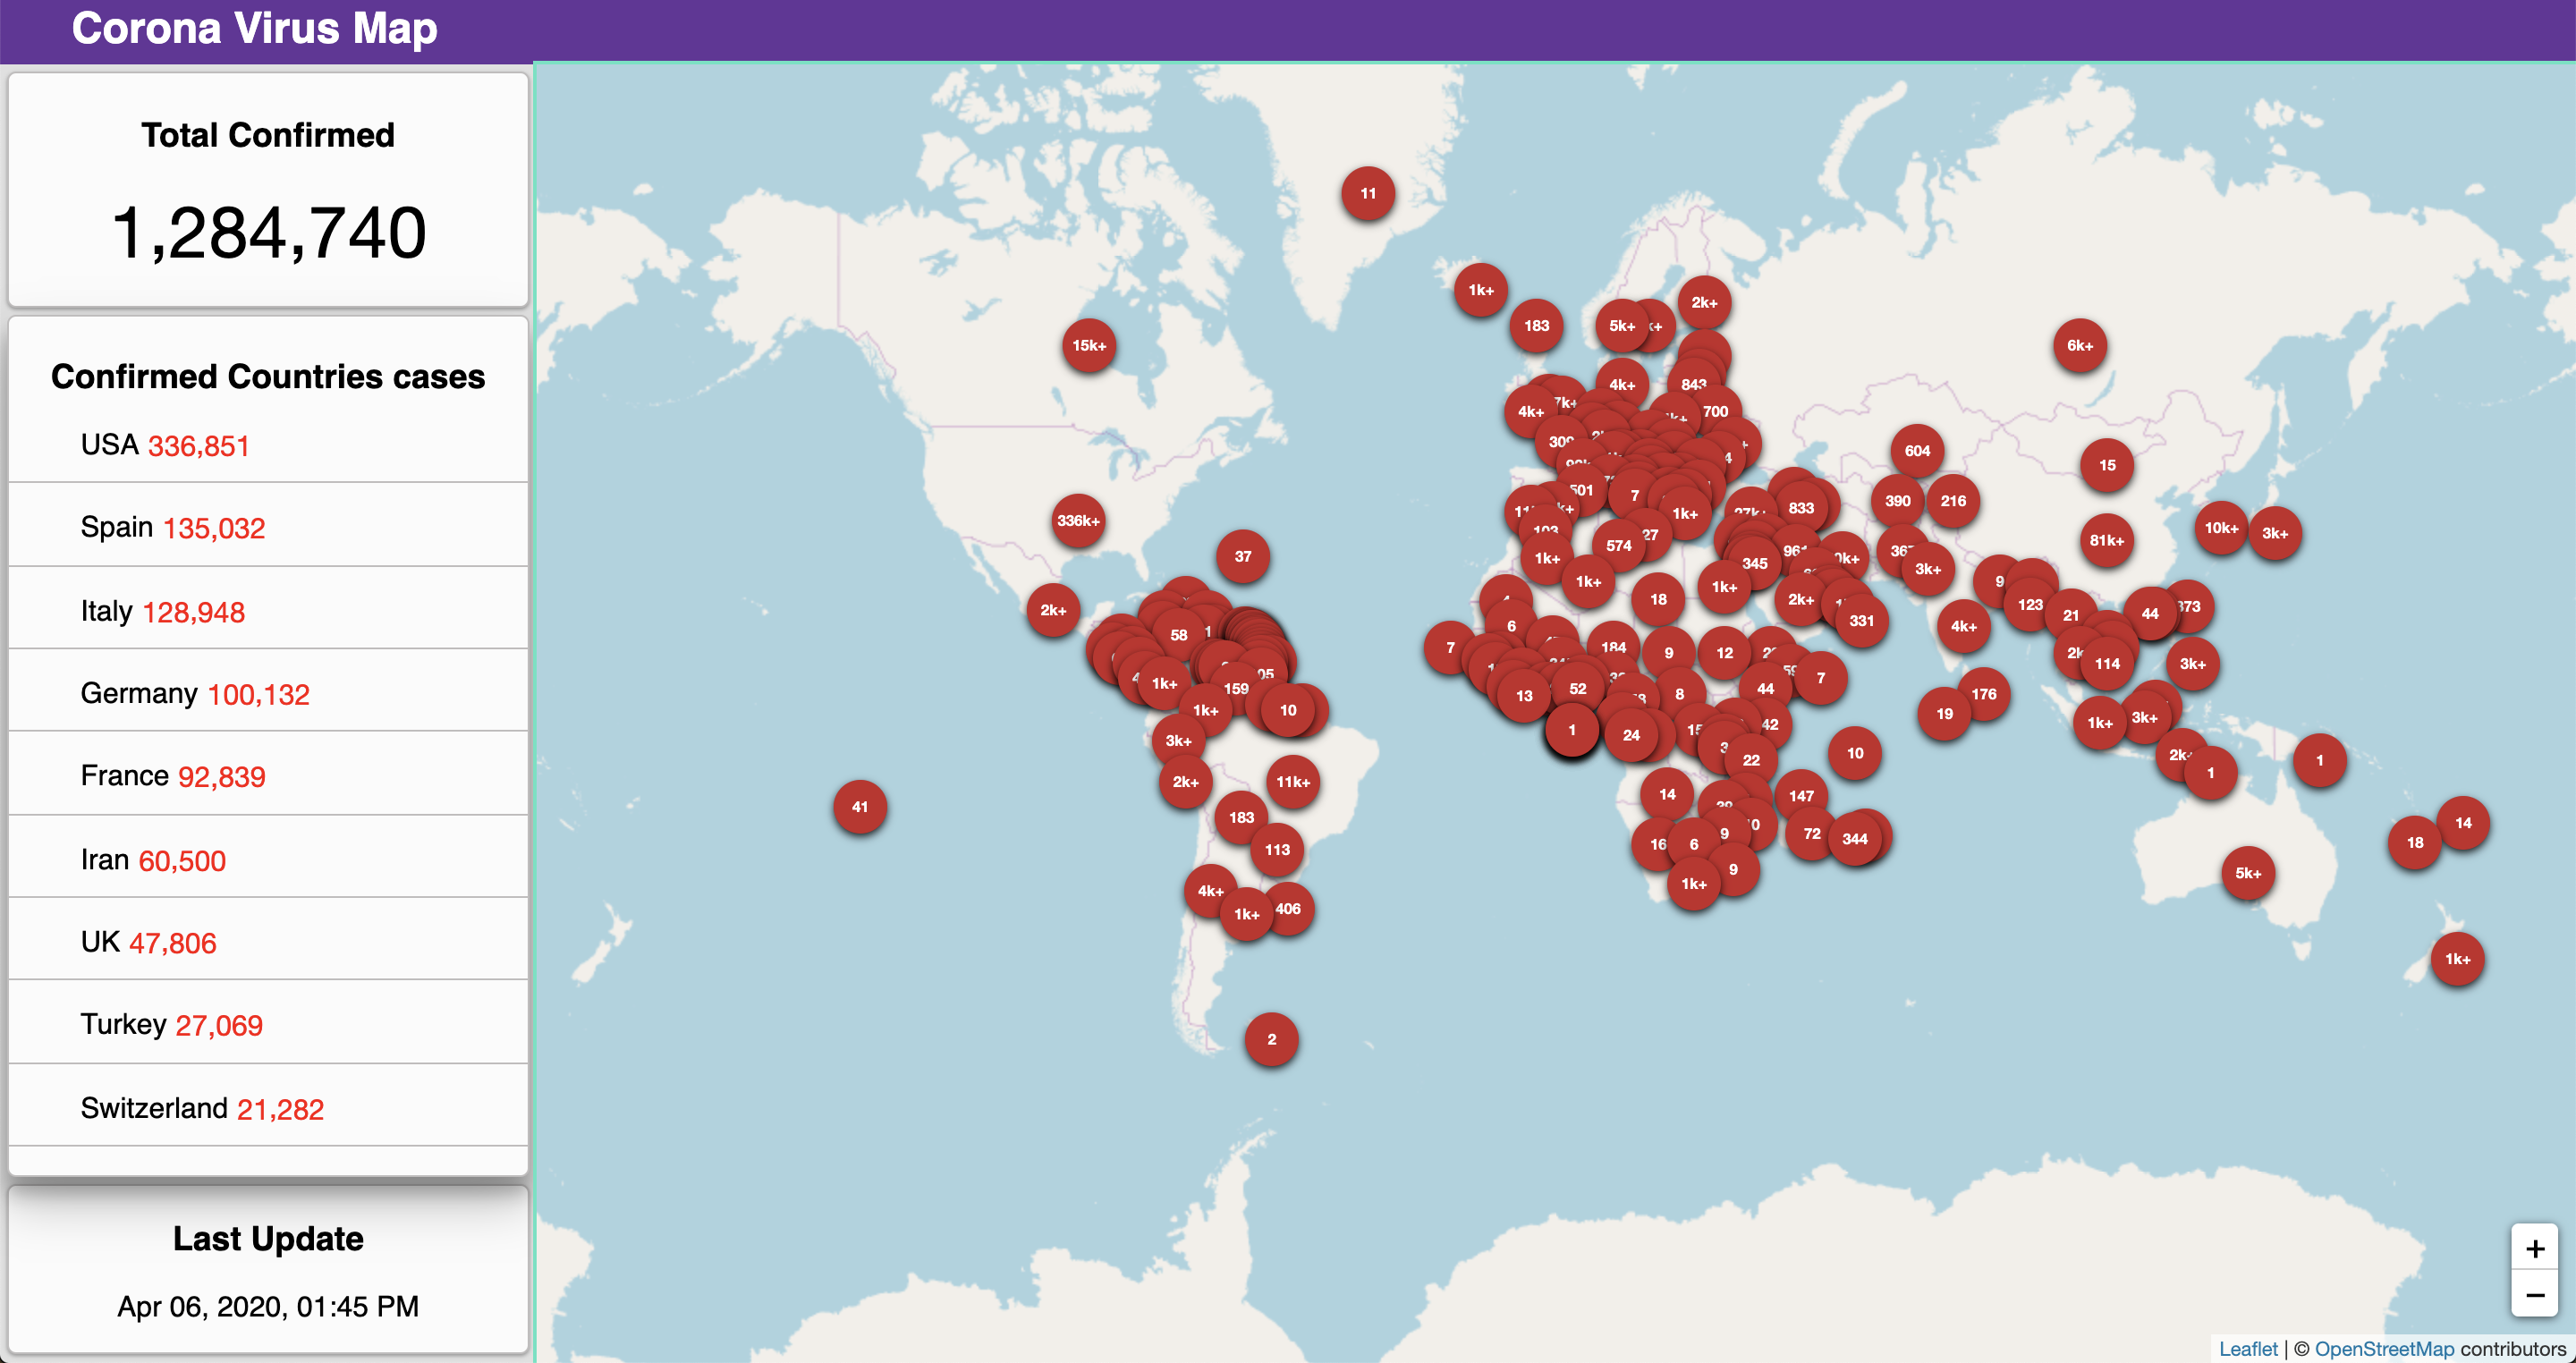 Corona Virus Map
Total Confirmed
1,284,740
Confirmed Countries cases
USA 336,851
Spain 135,032
Italy 128,948
Germany 100,132
France 92,839
Iran 60,500
UK 47,806
Turkey 27,069
Switzerland 21,282
Last Update
Apr 06, 2020, 01:45 PM
11
1k+
2k+
183
5k+
15k+
6k+
4k+
843
4k+
700
604
15
501
7
390
216
336k+
1k+
833
10k+
3k+
81k+
37
574
27
1k+
345
3k+
1k+
1k+
2k+
18
2k+
123
21
44
6
331
4k+
58
7
184
9
12
114
3k+
1k+
159
13
52
8
44
7
176
19
1k+
10
1
24
42
1k+
3k+
3k+
22
10
2k+
11k+
1
1
41
14
147
183
72
344
14
18
16
6
9
113
9
5k+
4k+
1k+
406
1k+
1k+
2
+
−
Leaflet | © OpenStreetMap contributors